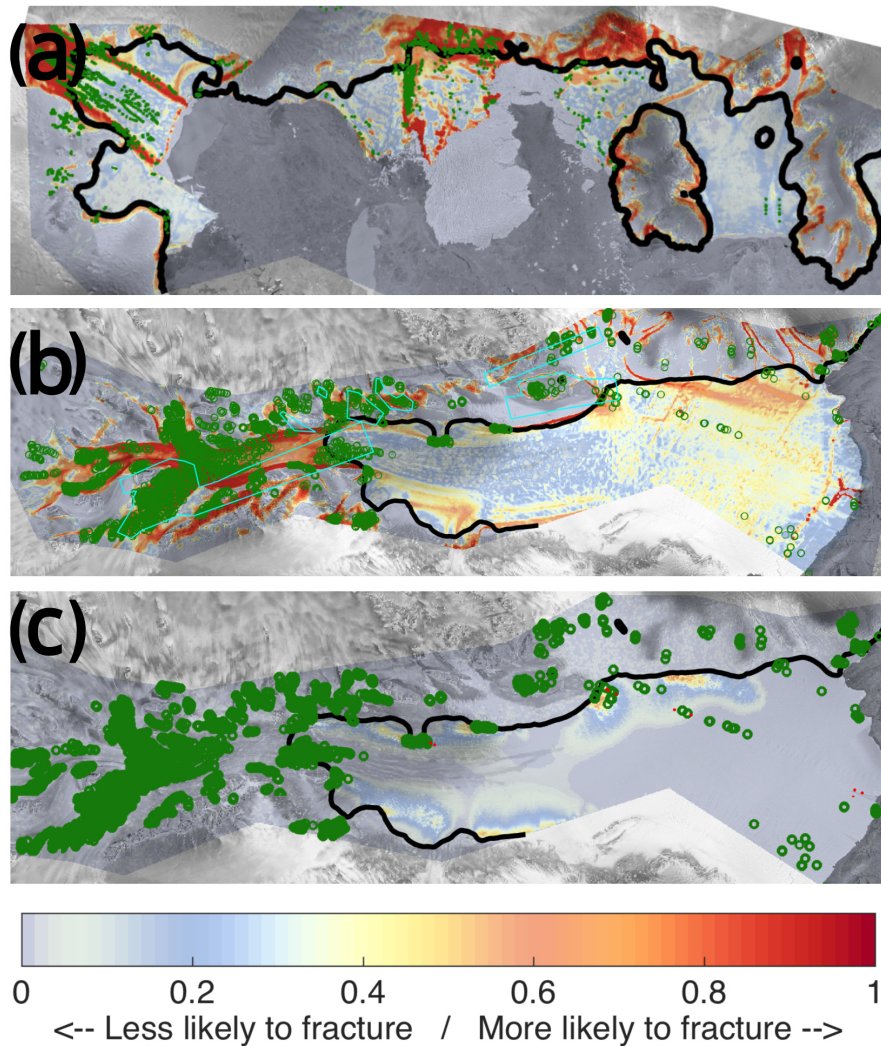 (a)
(b)
(c)
0 0.2 0.4 0.6 0.8 1
<-- Less likely to fracture / More likely to fracture -->